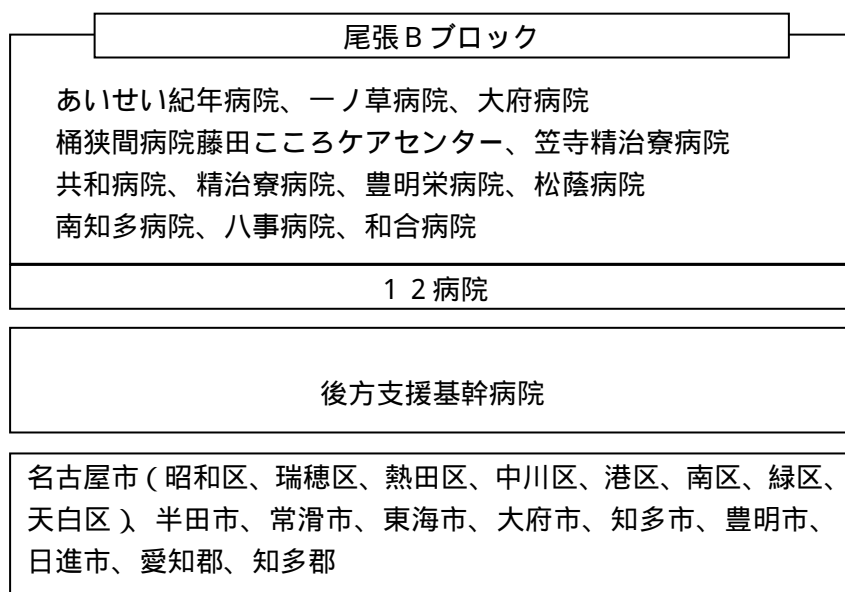 尾張Bブロック
あいせい紀年病院、一ノ草病院、大府病院
桶狭間病院藤田こころケアセンター、笠寺精治寮病院
共和病院、精治寮病院、豊明栄病院、松蔭病院
南知多病院、八事病院、和合病院
12病院
後方支援基幹病院
名古屋市(昭和区、瑞穂区、熱田区、中川区、港区、南区、緑区、
天白区)、半田市、常滑市、東海市、大府市、知多市、豊明市、
日進市、愛知郡、知多郡